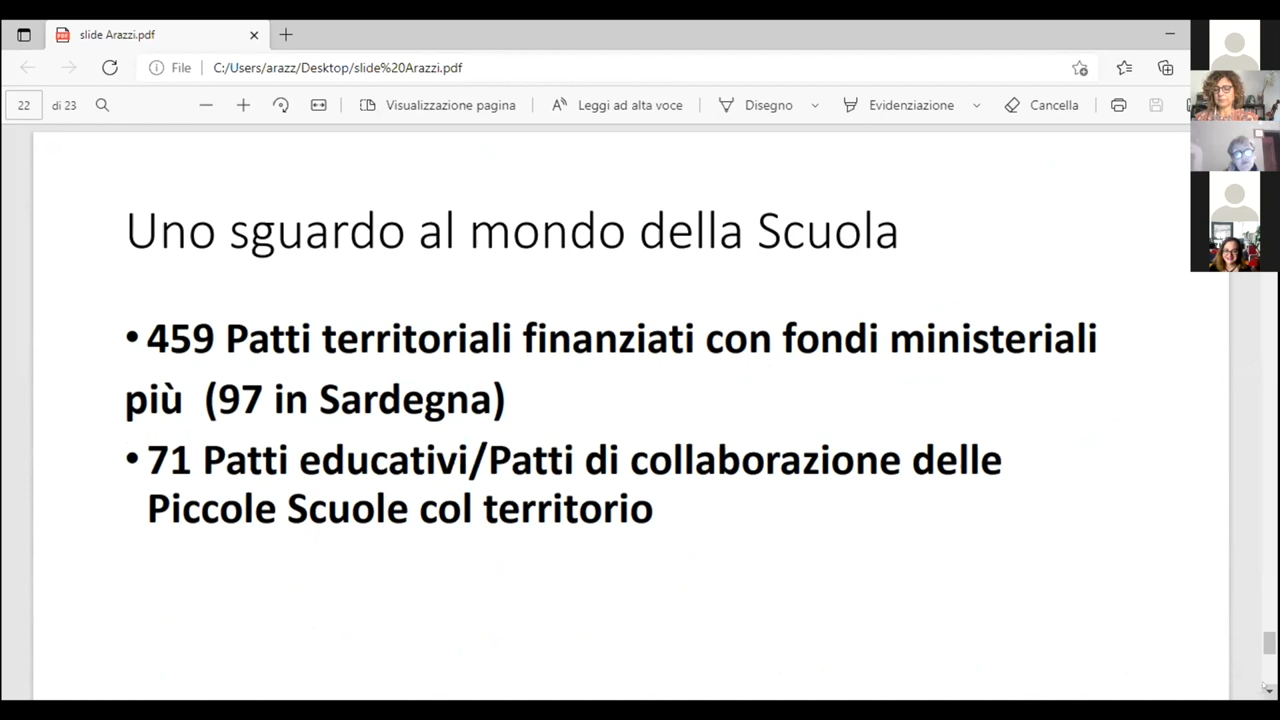 slide Arazzi.pdf
File C:/Users/arazz/Desktop/slide%20Arazzi.pdf
22 di 23 Visualizzazione pagina Leggi ad alta voce Disegno Evidenziazione Cancella
Uno sguardo al mondo della Scuola
• 459 Patti territoriali finanziati con fondi ministeriali
più (97 in Sardegna)
• 71 Patti educativi/Patti di collaborazione delle
Piccole Scuole col territorio